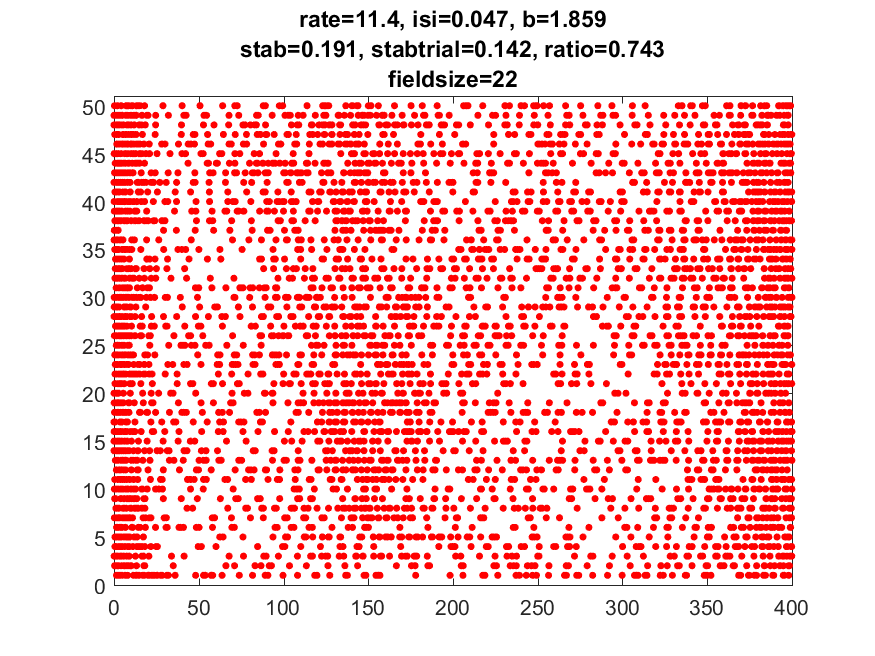 rate=11.4, isi=0.047, b=1.859
stab=0.191, stabtrial=0.142, ratio=0.743
fieldsize=22
50
45
40
35
30
25
20
15
10
5
0
0 50 100 150 200 250 300 350 400